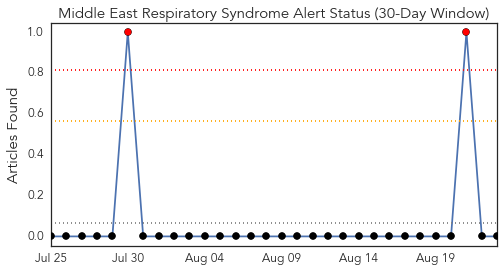 Middle East Respiratory Syndrome Alert Status (30-Day Window)
Articles Found
1.0
0.8
0.6
0.4
0.2
0.0
Jul 25 Jul 30 Aug 04 Aug 09 Aug 14 Aug 19